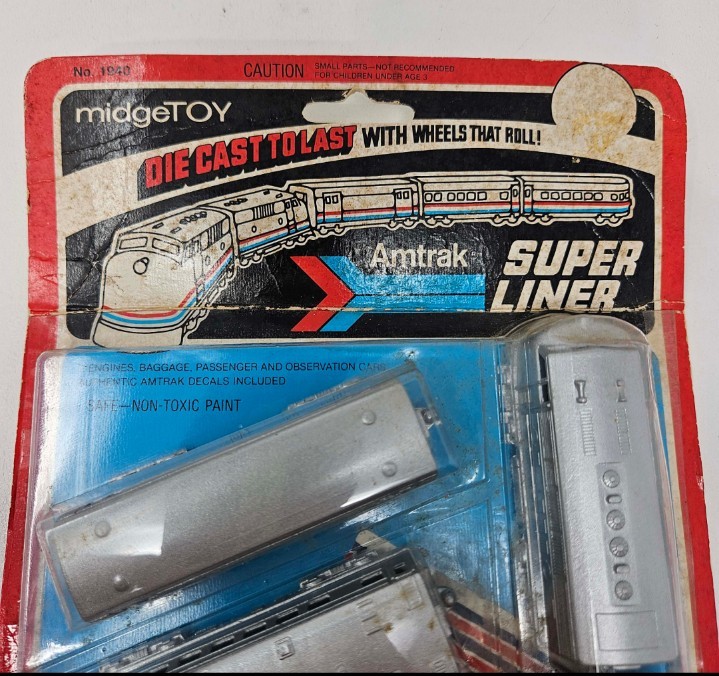 No. 1940
CAUTION SMALL PARTS—NOT RECOMMENDED
FOR CHILDREN UNDER AGE 3
midgeTOY
DIE CAST TO LAST WITH WHEELS THAT ROLL!
Amtrak
SUPER
LINER
ENGINES, BAGGAGE, PASSENGER AND OBSERVATION CARS
AUTHENTIC AMTRAK DECALS INCLUDED
SAFE—NON-TOXIC PAINT